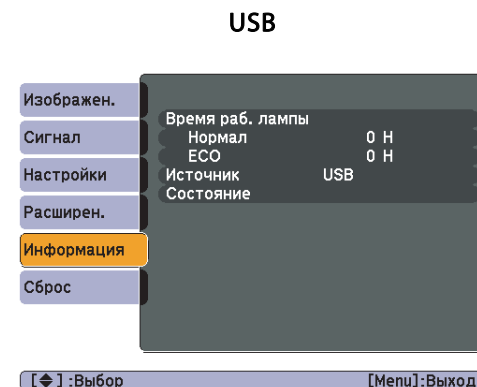 USB
Изображен.
Сигнал
Настройки
Расширен.
Информация
Сброс
Время раб. лампы
Нормал 0 H
ECO 0 H
Источник USB
Состояние
[◆] :Выбор [Menu]:Выход